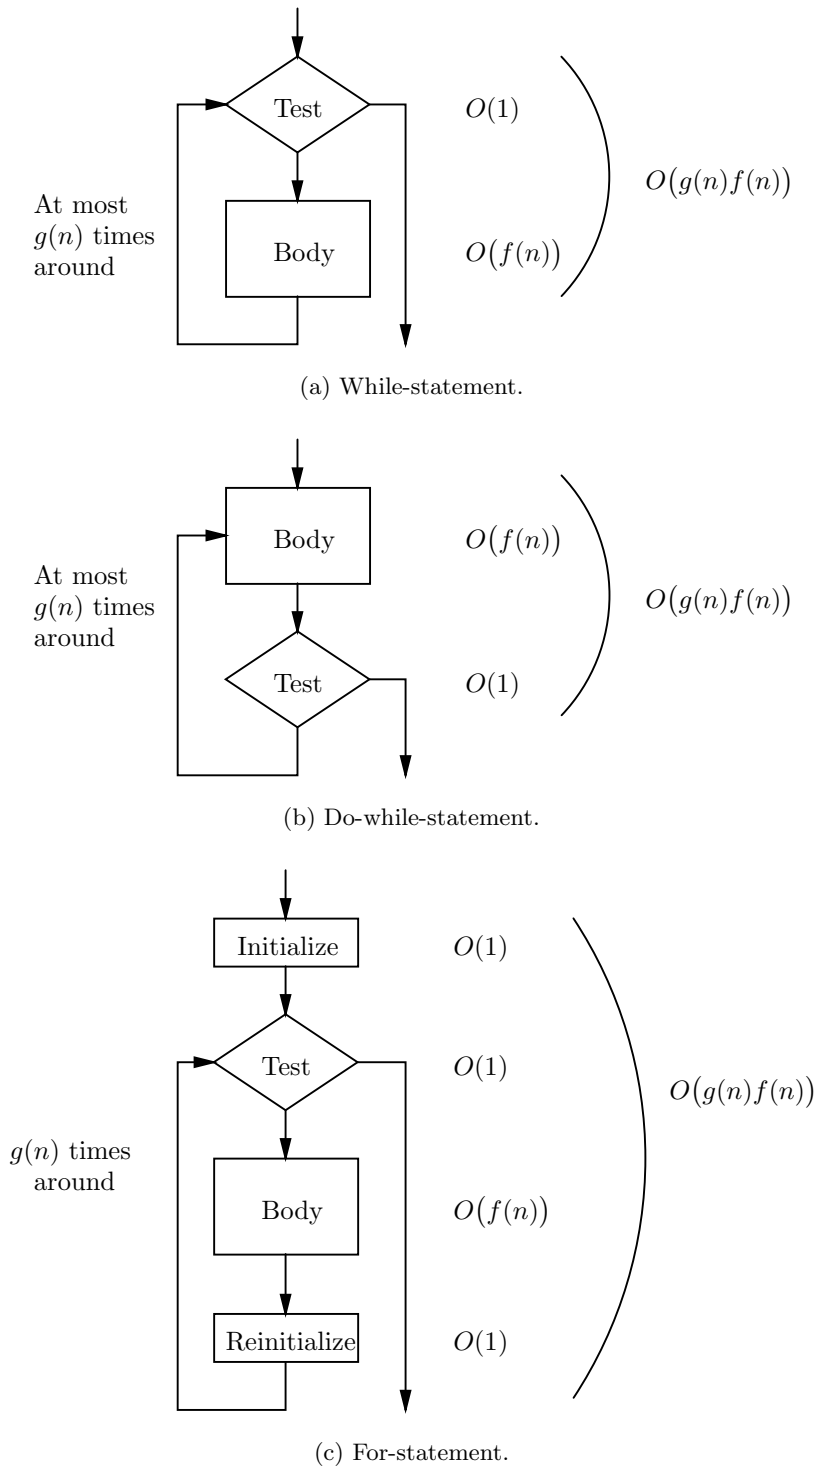 Test
O(1)
O(g(n)f(n))
At most
g(n) times
around
Body
O(f(n))
(a) While-statement.
Body
O(f(n))
At most
g(n) times
around
O(g(n)f(n))
Test
O(1)
(b) Do-while-statement.
Initialize
O(1)
Test
O(1)
O(g(n)f(n))
g(n) times
around
Body
O(f(n))
Reinitialize
O(1)
(c) For-statement.